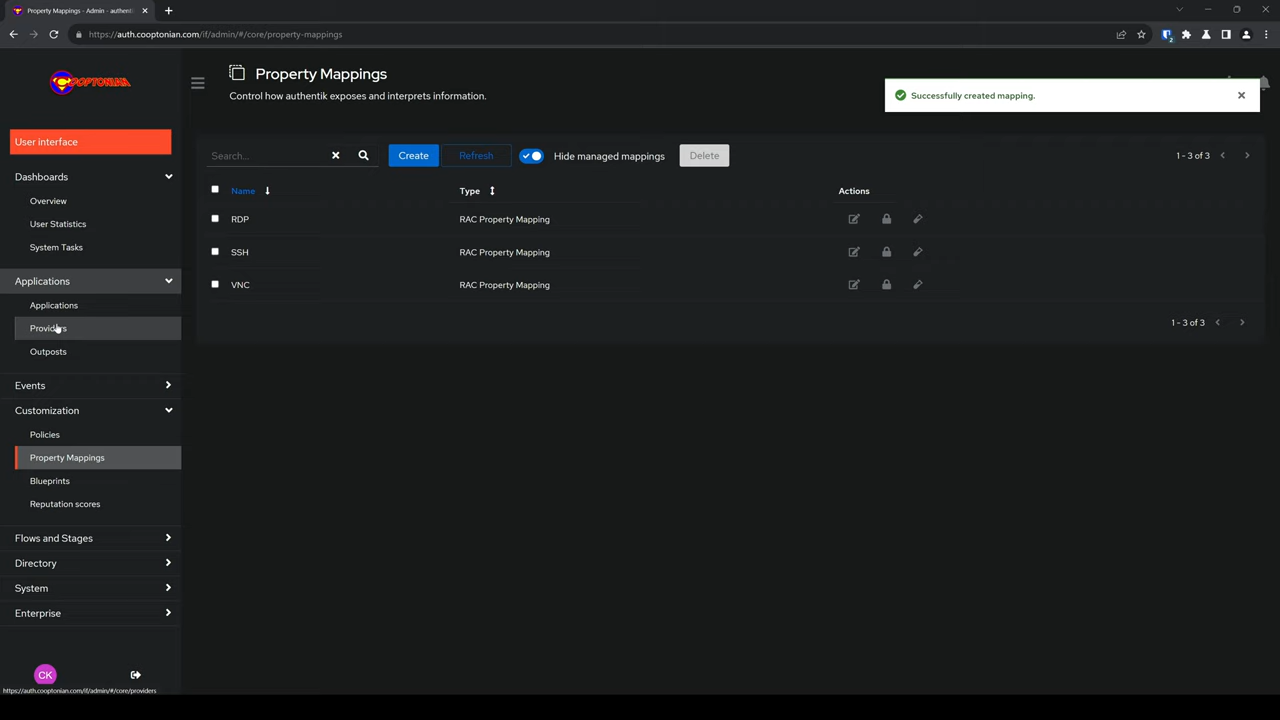 Property Mappings - Admin - authenti
https://auth.cooptonian.com/if/admin/#/core/property-mappings
2
COOPTONIAN
Property Mappings
Control how authentik exposes and interprets information.
Successfully created mapping.
User interface
Dashboards
Overview
User Statistics
System Tasks
Applications
Applications
Providers
Outposts
Events
Customization
Policies
Property Mappings
Blueprints
Reputation scores
Flows and Stages
Directory
System
Enterprise
CK
Search...
Create
Refresh
Hide managed mappings
Delete
1 - 3 of 3
Name
Type
Actions
RDP
RAC Property Mapping
SSH
RAC Property Mapping
VNC
RAC Property Mapping
1 - 3 of 3
https://auth.cooptonian.com/if/admin/#/core/providers